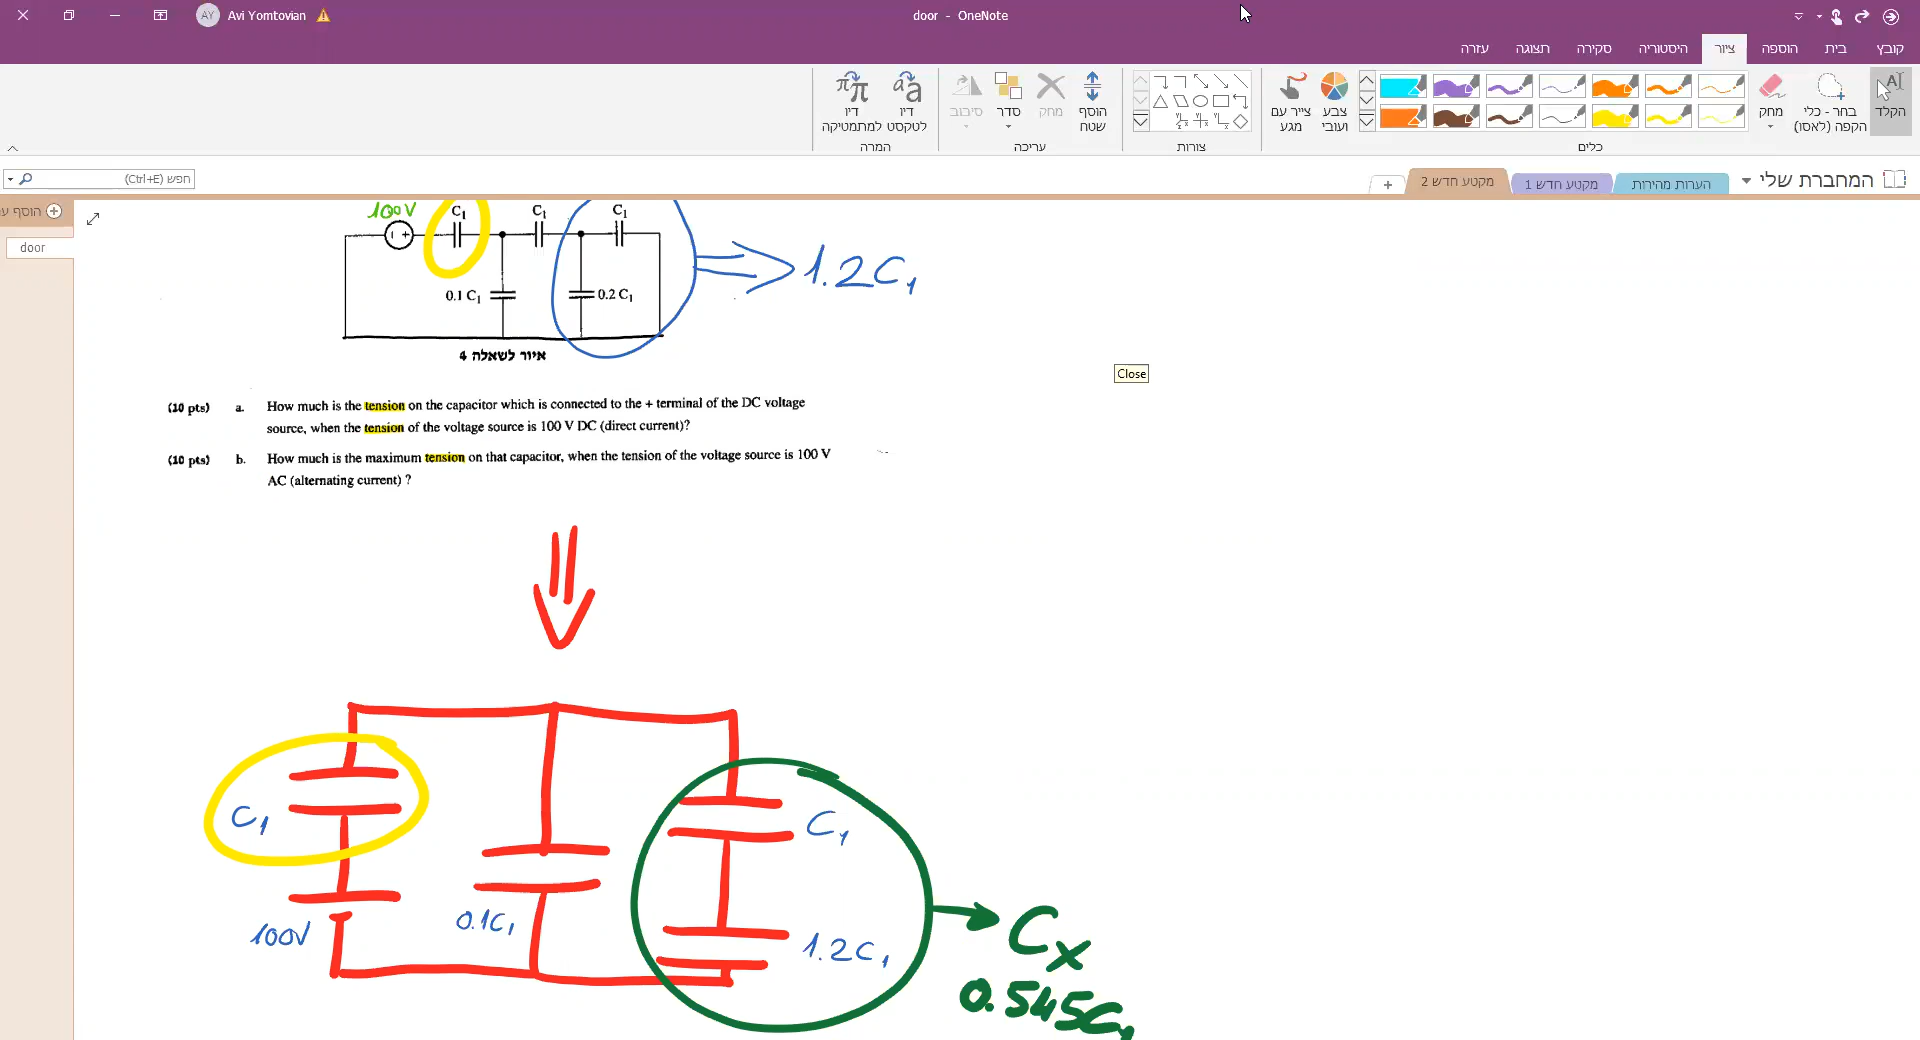 AY Avi Yomtovian
door - OneNote
קובץ בית הוספה ציור היסטוריה סקירה תצוגה עזרה
הקלד
בחר - כלי הקפה (לאסו)
מחק
כלים
צבע ועובי
צייר עם מגע
צורות
הוסף שטח
מחק
סדר
סיבוב
עריכה
דיו לטקסט
דיו למתמטיקה
המרה
המחברת שלי
הערות מהירות
מקטע חדש 1
מקטע חדש 2
חפש (Ctrl+E)
door
100V
C1
C1
C1
0.1 C1
0.2 C1
1.2C1
איור לשאלה 4
Close
(10 pts) a. How much is the tension on the capacitor which is connected to the + terminal of the DC voltage
source, when the tension of the voltage source is 100 V DC (direct current)?
(10 pts) b. How much is the maximum tension on that capacitor, when the tension of the voltage source is 100 V
AC (alternating current) ?
C1
100V
0.1C1
C1
1.2C1
Cx
0.545C1